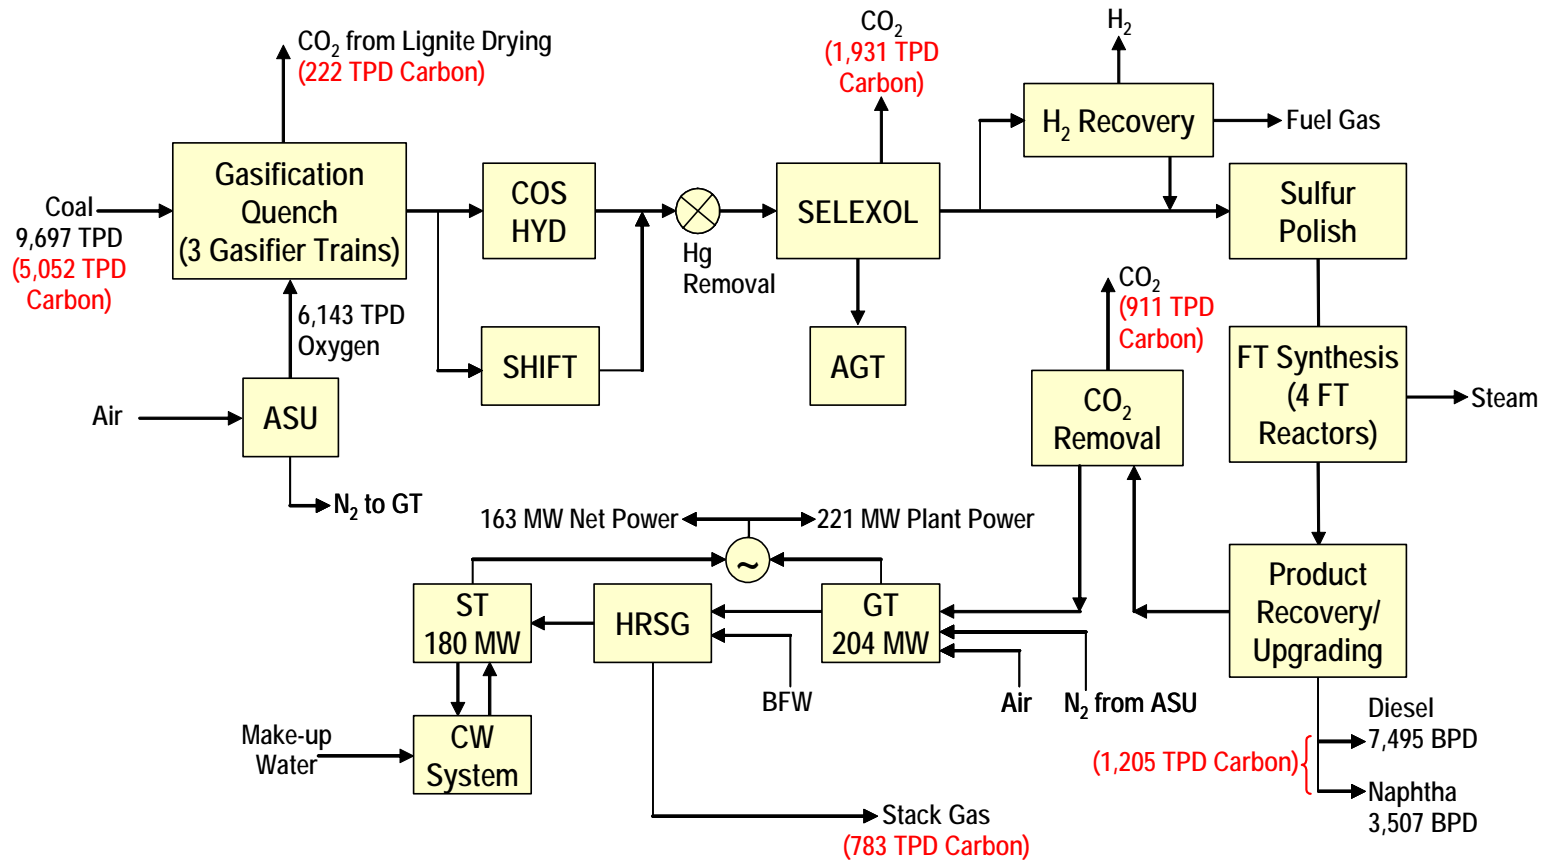 CO2 from Lignite Drying
(222 TPD Carbon)
CO2
(1,931 TPD
Carbon)
H2
H2 Recovery
Fuel Gas
Gasification
Quench
(3 Gasifier Trains)
Coal
9,697 TPD
(5,052 TPD
Carbon)
COS
HYD
Hg
Removal
SELEXOL
Sulfur
Polish
6,143 TPD
Oxygen
SHIFT
AGT
CO2
(911 TPD
Carbon)
FT Synthesis
(4 FT
Reactors)
Steam
Air
ASU
N2 to GT
CO2
Removal
163 MW Net Power
221 MW Plant Power
~
ST
180 MW
HRSG
GT
204 MW
Product
Recovery/
Upgrading
BFW
Air
N2 from ASU
Make-up
Water
CW
System
Diesel
7,495 BPD
(1,205 TPD Carbon)
Naphtha
3,507 BPD
Stack Gas
(783 TPD Carbon)